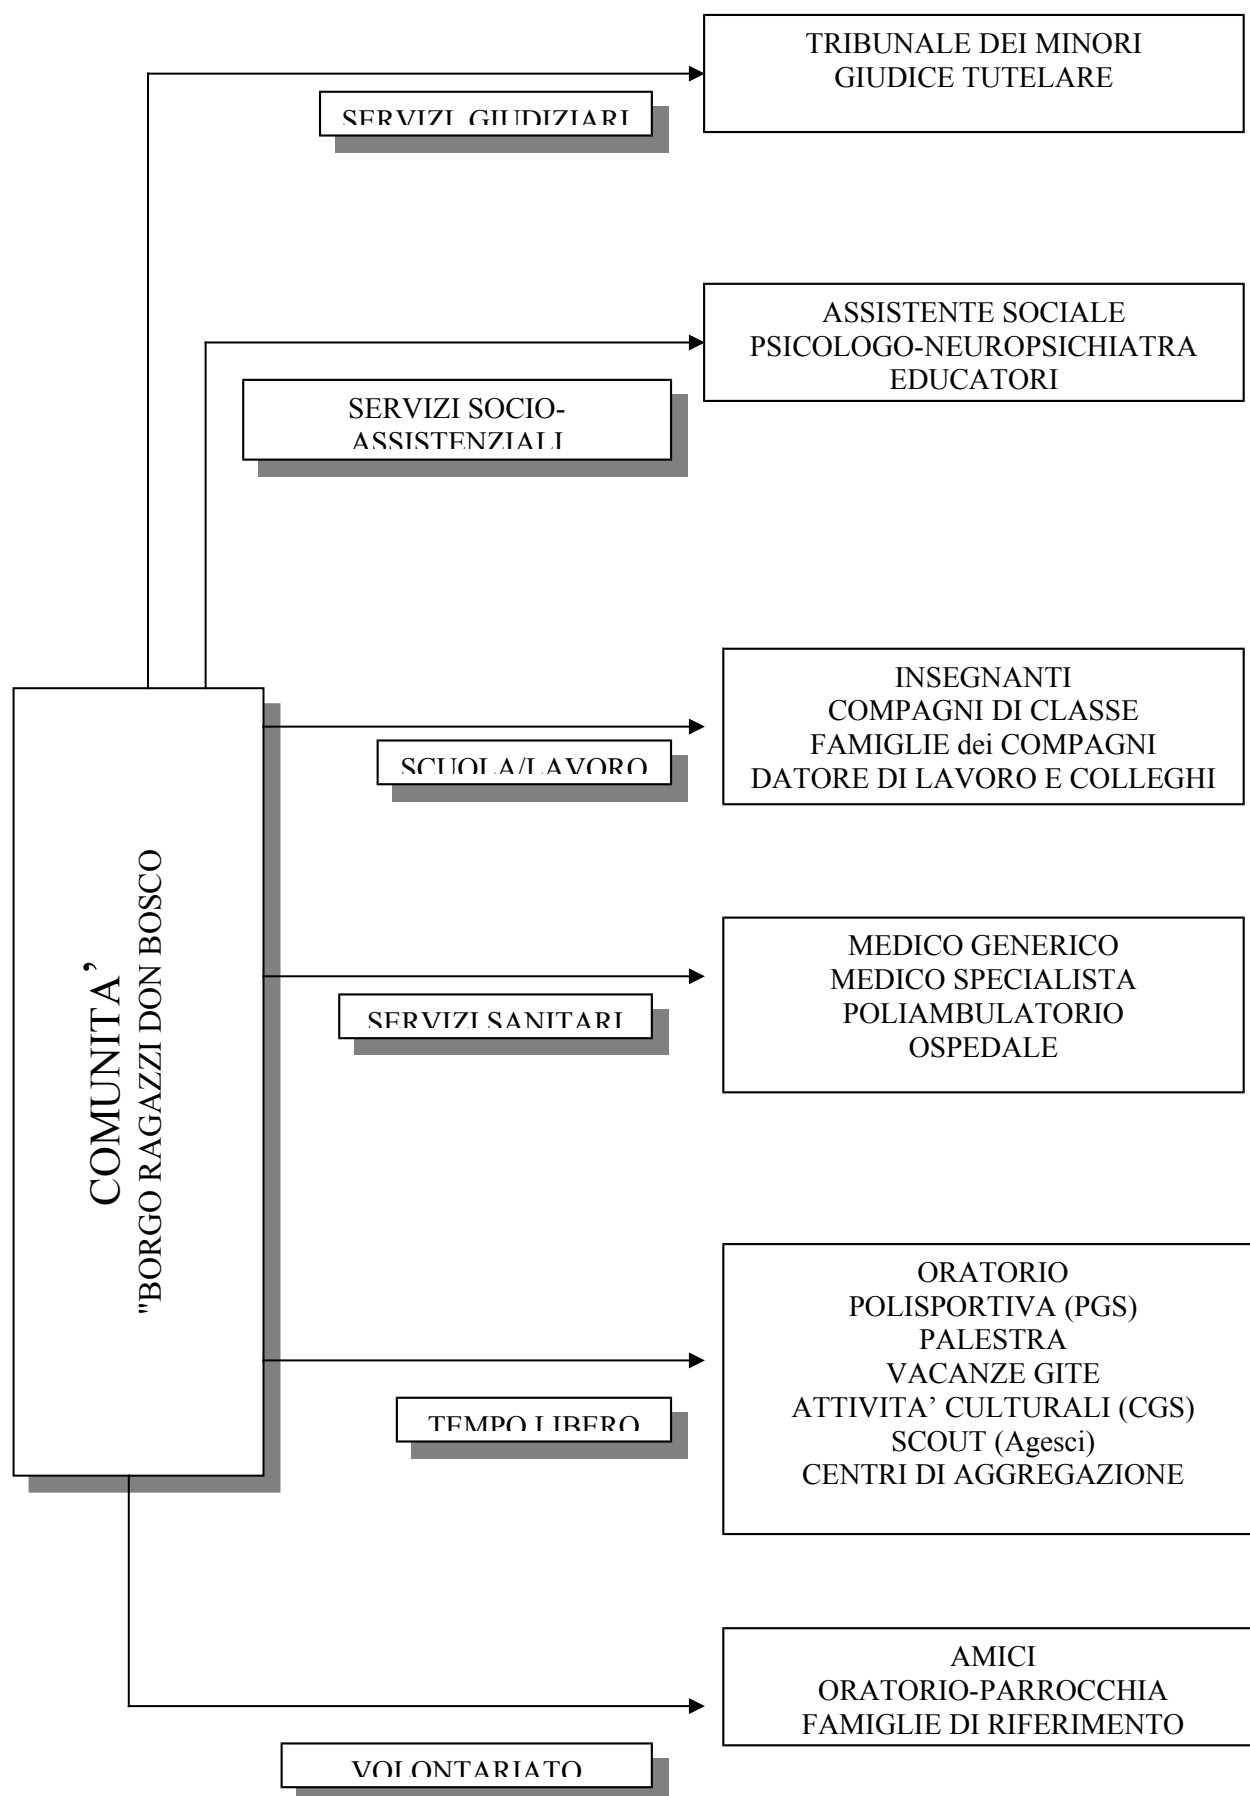 TRIBUNALE DEI MINORI
GIUDICE TUTELARE
SERVIZI GIUDIZIARI
ASSISTENTE SOCIALE
PSICOLOGO-NEUROPSICHIATRA
EDUCATORI
SERVIZI SOCIO-
ASSISTENZIALI
INSEGNANTI
COMPAGNI DI CLASSE
FAMIGLIE dei COMPAGNI
DATORE DI LAVORO E COLLEGHI
SCUOLA/LAVORO
COMUNITA’
"BORGO RAGAZZI DON BOSCO
MEDICO GENERICO
MEDICO SPECIALISTA
POLIAMBULATORIO
OSPEDALE
SERVIZI SANITARI
ORATORIO
POLISPORTIVA (PGS)
PALESTRA
VACANZE GITE
ATTIVITA’ CULTURALI (CGS)
SCOUT (Agesci)
CENTRI DI AGGREGAZIONE
TEMPO LIBERO
AMICI
ORATORIO-PARROCCHIA
FAMIGLIE DI RIFERIMENTO
VOLONTARIATO